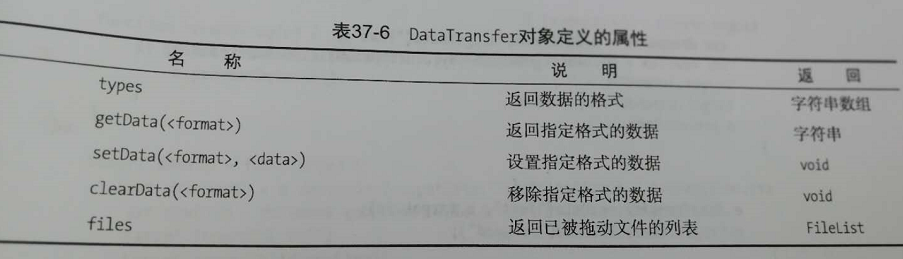 表37-6 DataTransfer对象定义的属性
名 称 说 明 返 回
types 返回数据的格式 字符串数组
getData(<format>) 返回指定格式的数据 字符串
setData(<format>, <data>) 设置指定格式的数据 void
clearData(<format>) 移除指定格式的数据 void
files 返回已被拖动文件的列表 FileList